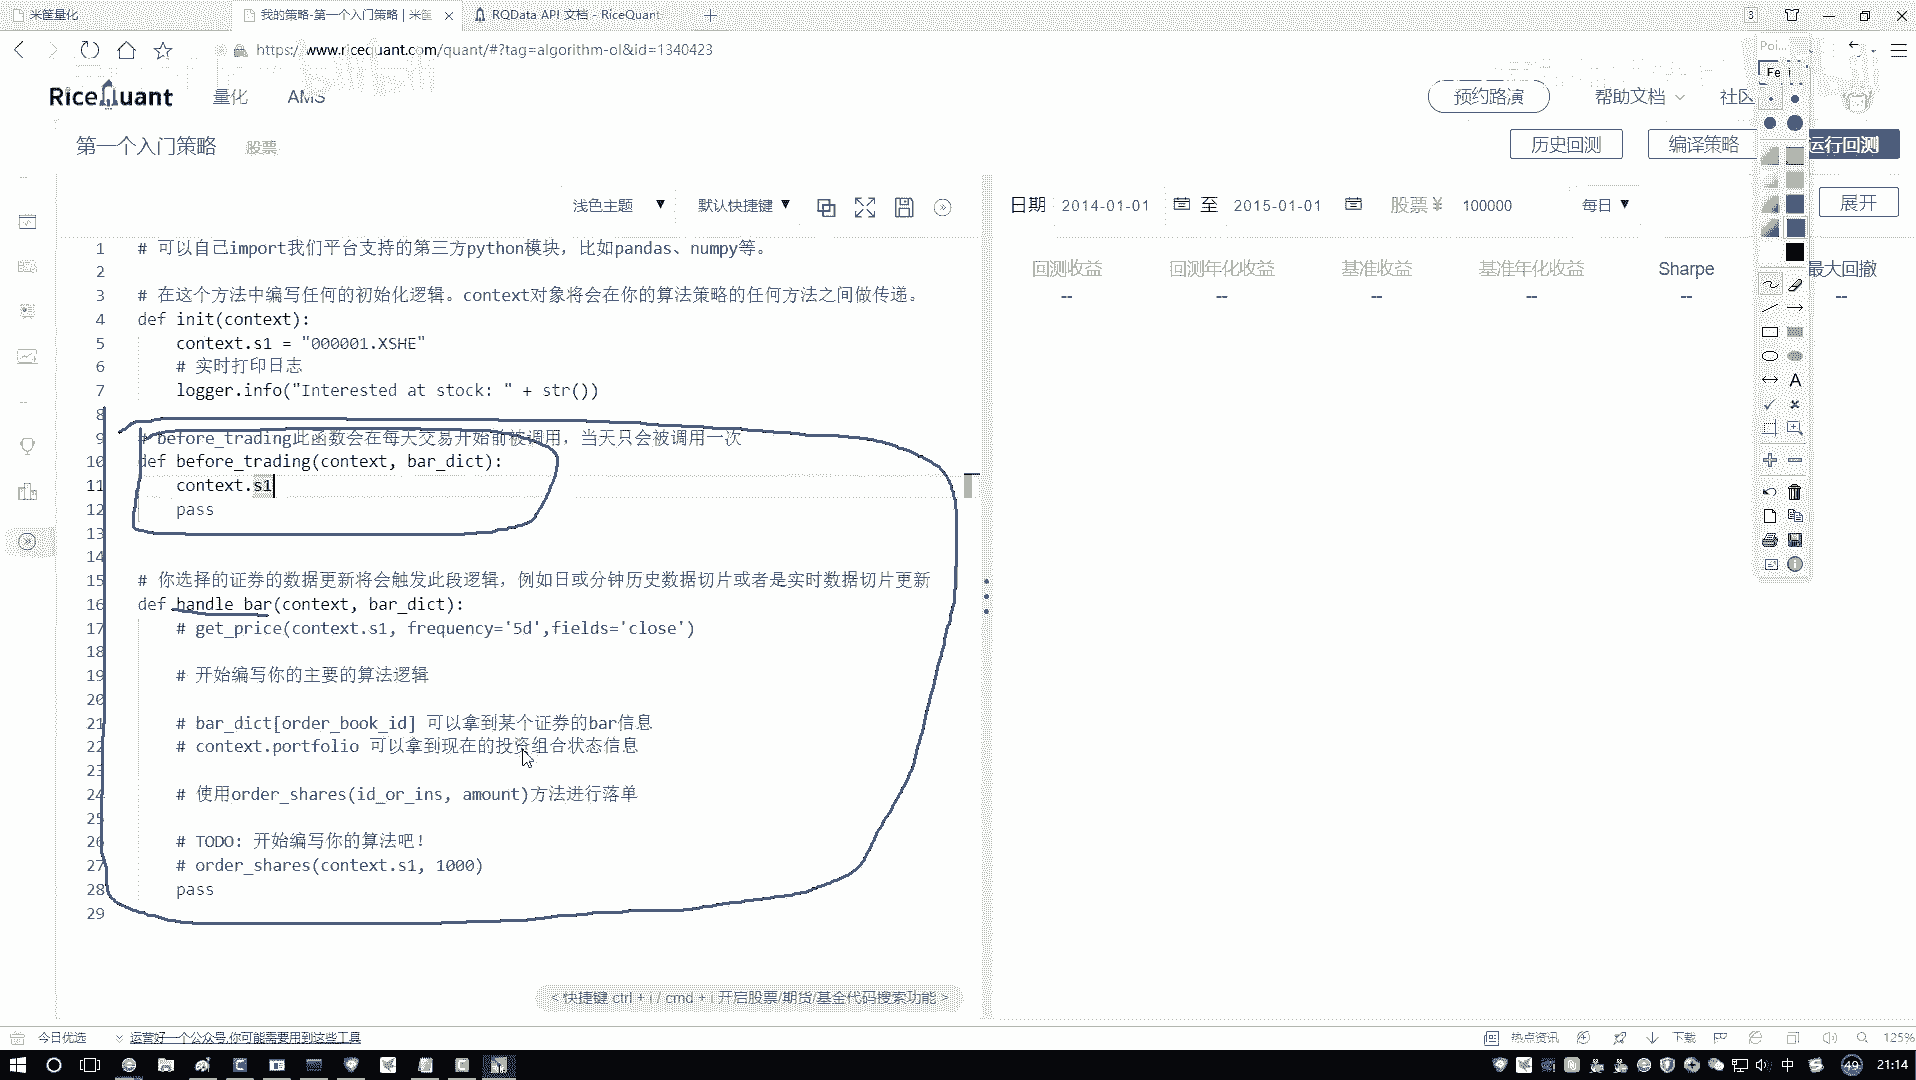 米筐量化
我的策略-第一个入门策略 | 米筐
RQData API 文档 - RiceQuant
3
https://www.ricequant.com/quant/#?tag=algorithm-ol&id=1340423
Poi...
Fe
RiceQuant
量化
AMS
预约路演
帮助文档
社区
第一个入门策略
股票
历史回测
编译策略
运行回测
浅色主题
默认快捷键
日期 2014-01-01 至 2015-01-01 股票 ¥ 100000 每日 展开
回测收益 回测年化收益 基准收益 基准年化收益 Sharpe 最大回撤
-- -- -- -- -- --
1 # 可以自己import我们平台支持的第三方python模块，比如pandas、numpy等。
2
3 # 在这个方法中编写任何的初始化逻辑。context对象将会在你的算法策略的任何方法之间做传递。
4 def init(context):
5 context.s1 = "000001.XSHE"
6 # 实时打印日志
7 logger.info("Interested at stock: " + str())
8
9 # before_trading此函数会在每天交易开始前被调用，当天只会被调用一次
10 def before_trading(context, bar_dict):
11 context.s1
12 pass
13
14
15 # 你选择的证券的数据更新将会触发此段逻辑，例如日或分钟历史数据切片或者是实时数据切片更新
16 def handle_bar(context, bar_dict):
17 # get_price(context.s1, frequency='5d',fields='close')
18
19 # 开始编写你的主要的算法逻辑
20
21 # bar_dict[order_book_id] 可以拿到某个证券的bar信息
22 # context.portfolio 可以拿到现在的投资组合状态信息
23
24 # 使用order_shares(id_or_ins, amount)方法进行落单
25
26 # TODO: 开始编写你的算法吧！
27 # order_shares(context.s1, 1000)
28 pass
29
A
< 快捷键 ctrl + i / cmd + i 开启股票/期货/基金代码搜索功能 >
今日优选
运营好一个公众号,你可能需要用到这些工具
热点资讯
下载
125%
中
49
21:14